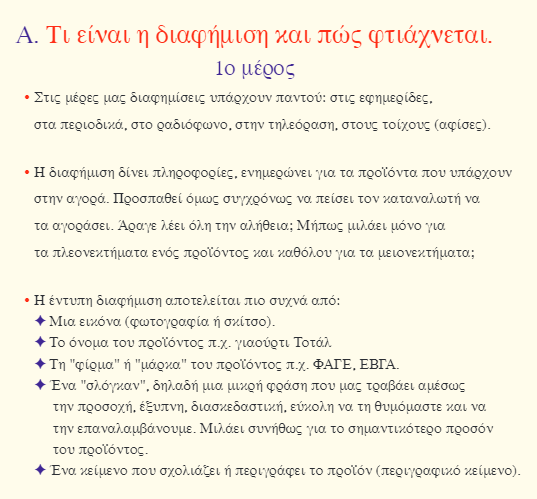 Α. Τι είναι η διαφήμιση και πώς φτιάχνεται.
1ο μέρος
• Στις μέρες μας διαφημίσεις υπάρχουν παντού: στις εφημερίδες,
στα περιοδικά, στο ραδιόφωνο, στην τηλεόραση, στους τοίχους (αφίσες).
• Η διαφήμιση δίνει πληροφορίες, ενημερώνει για τα προϊόντα που υπάρχουν
στην αγορά. Προσπαθεί όμως συγχρόνως να πείσει τον καταναλωτή να
τα αγοράσει. Άραγε λέει όλη την αλήθεια; Μήπως μιλάει μόνο για
τα πλεονεκτήματα ενός προϊόντος και καθόλου για τα μειονεκτήματα;
• Η έντυπη διαφήμιση αποτελείται πιο συχνά από:
✦ Μια εικόνα (φωτογραφία ή σκίτσο).
✦ Το όνομα του προϊόντος π.χ. γιαούρτι Τοτάλ
✦ Τη "φίρμα" ή "μάρκα" του προϊόντος π.χ. ΦΑΓΕ, ΕΒΓΑ.
✦ Ένα "σλόγκαν", δηλαδή μια μικρή φράση που μας τραβάει αμέσως
την προσοχή, έξυπνη, διασκεδαστική, εύκολη να τη θυμόμαστε και να
την επαναλαμβάνουμε. Μιλάει συνήθως για το σημαντικότερο προσόν
του προϊόντος.
✦ Ένα κείμενο που σχολιάζει ή περιγράφει το προϊόν (περιγραφικό κείμενο).